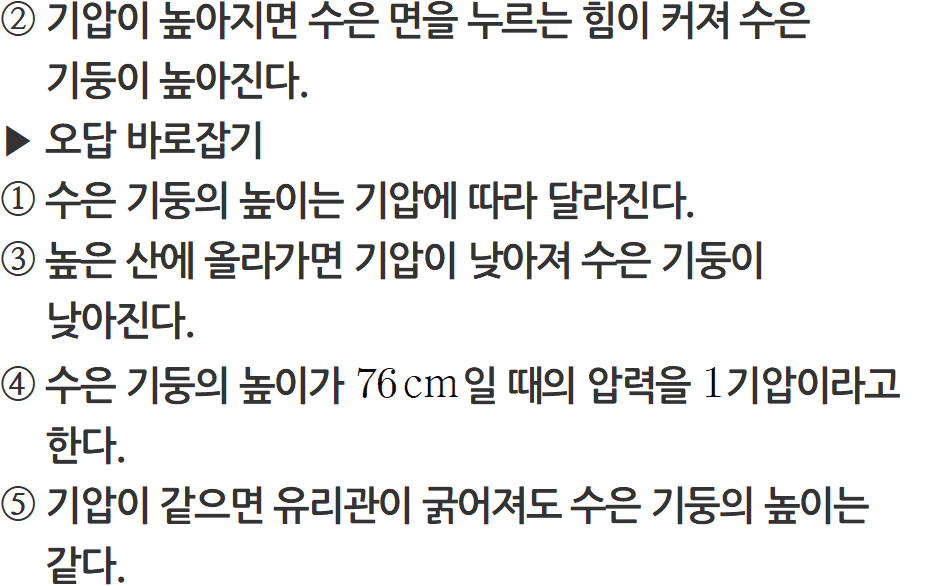 ② 기압이 높아지면 수은 면을 누르는 힘이 커져 수은
기둥이 높아진다.
▶ 오답 바로잡기
① 수은 기둥의 높이는 기압에 따라 달라진다.
③ 높은 산에 올라가면 기압이 낮아져 수은 기둥이
낮아진다.
④ 수은 기둥의 높이가 76 cm일 때의 압력을 1기압이라고
한다.
⑤ 기압이 같으면 유리관이 굵어져도 수은 기둥의 높이는
같다.